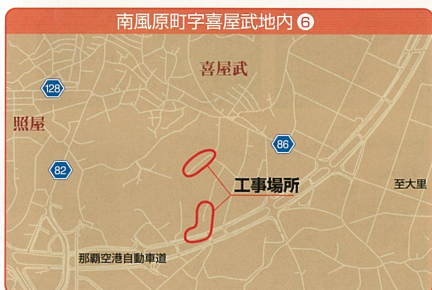 南風原町字喜屋武地内 ❻
喜屋武
128
照屋
86
82
工事場所
至大里
那覇空港自動車道